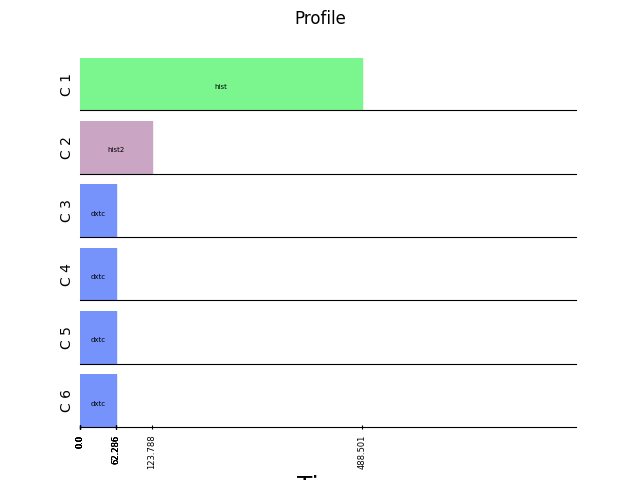 Profile
C 1
hist
C 2
hist2
C 3
dxtc
C 4
dxtc
C 5
dxtc
C 6
dxtc
0.0
62.286
123.788
488.501